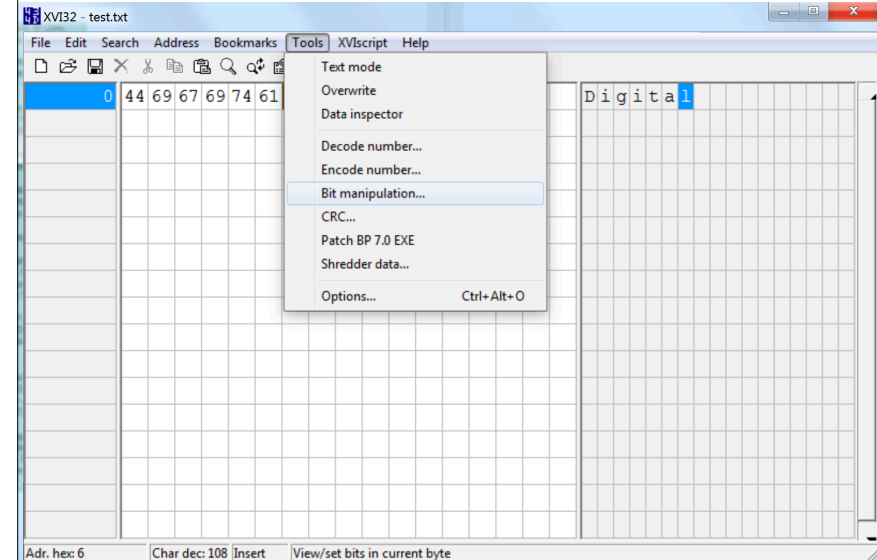 XVI32 - test.txt
File Edit Search Address Bookmarks Tools XVIscript Help
Text mode
Overwrite
Data inspector
Decode number...
Encode number...
Bit manipulation...
CRC...
Patch BP 7.0 EXE
Shredder data...
Options... Ctrl+Alt+O
0 44 69 67 69 74 61 Digital
Adr. hex: 6 Char dec: 108 Insert View/set bits in current byte